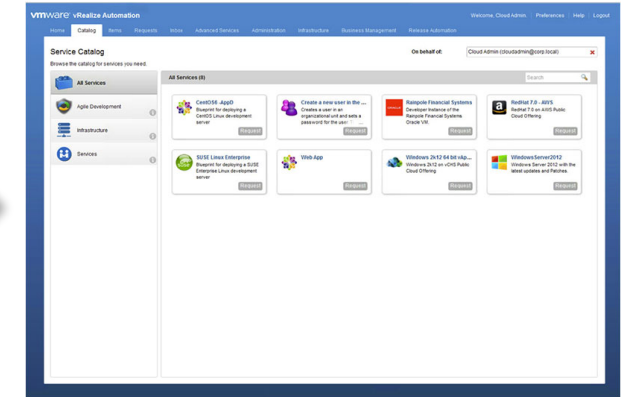 vmware vRealize Automation
Welcome, Cloud Admin. Preferences Help Logout
Home Catalog Items Requests Inbox Advanced Services Administration Infrastructure Business Management Release Automation
Service Catalog
Browse the catalog for services you need.
On behalf of: Cloud Admin (cloudadmin@corp.local)
All Services
Agile Development
Infrastructure
Services
All Services (8)
Search
CentOS6 -AppD
Blueprint for deploying a
CentOS Linux development
server
Request
Create a new user in the ...
Creates a user in an
organizational unit and sets a
password for the user
Request
Rainpole Financial Systems
Developer Instance of the
Rainpole Financial Systems
Oracle VM.
Request
RedHat 7.0 - AWS
RedHat 7.0 on AWS Public
Cloud Offering
Request
SUSE Linux Enterprise
Blueprint for deploying a SUSE
Enterprise Linux development
server
Request
Web App
Request
Windows 2k12 64 bit vAp...
Windows 2k12 on vCHS Public
Cloud Offering
Request
WindowsServer2012
Windows Server 2012 with the
latest updates and Patches.
Request